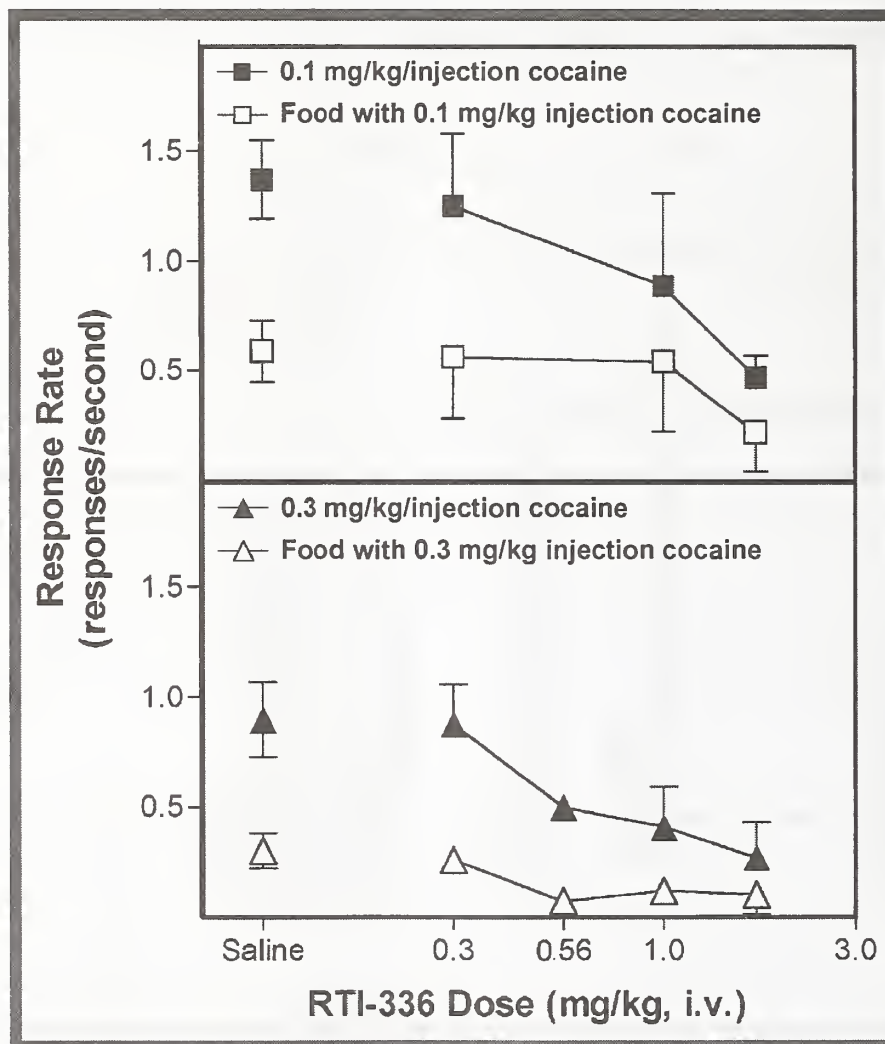 0.1 mg/kg/injection cocaine
Food with 0.1 mg/kg injection cocaine
1.5
1.0
0.5
0.3 mg/kg/injection cocaine
Food with 0.3 mg/kg injection cocaine
1.5
1.0
0.5
Response Rate
(responses/second)
Saline 0.3 0.56 1.0 3.0
RTI-336 Dose (mg/kg, i.v.)